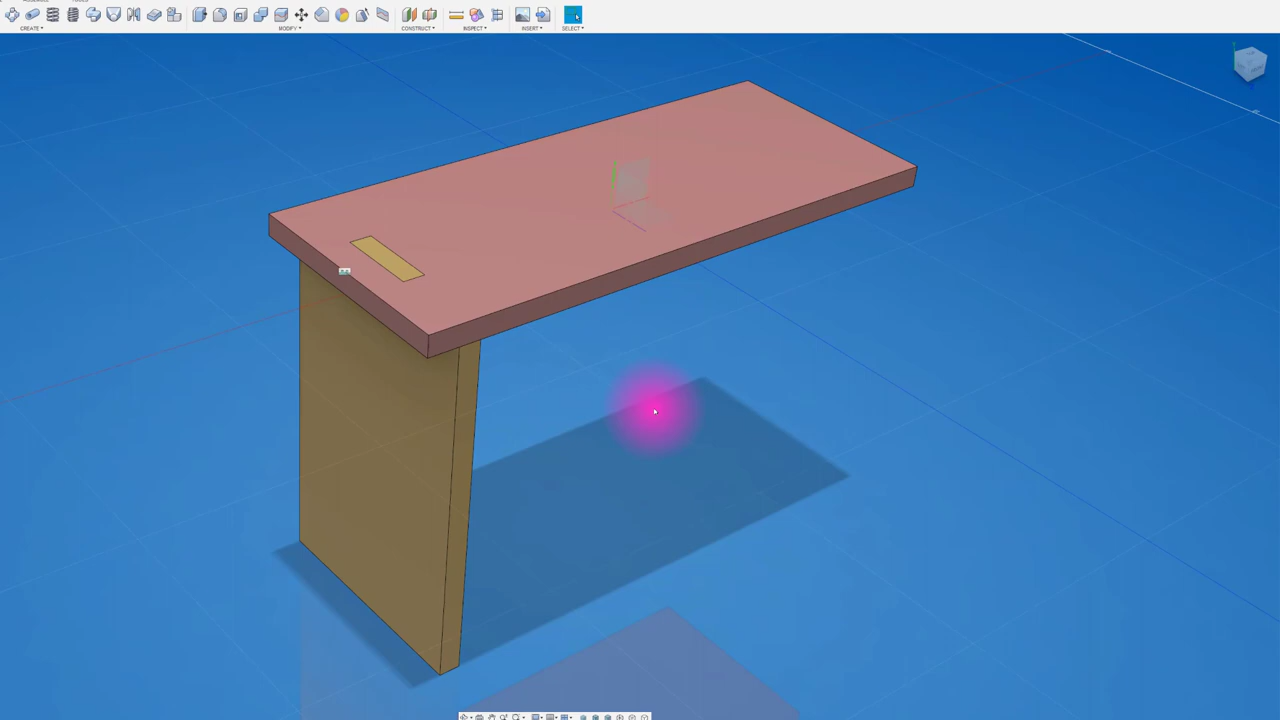 CREATE▾
MODIFY▾
CONSTRUCT▾
INSPECT▾
INSERT▾
SELECT▾